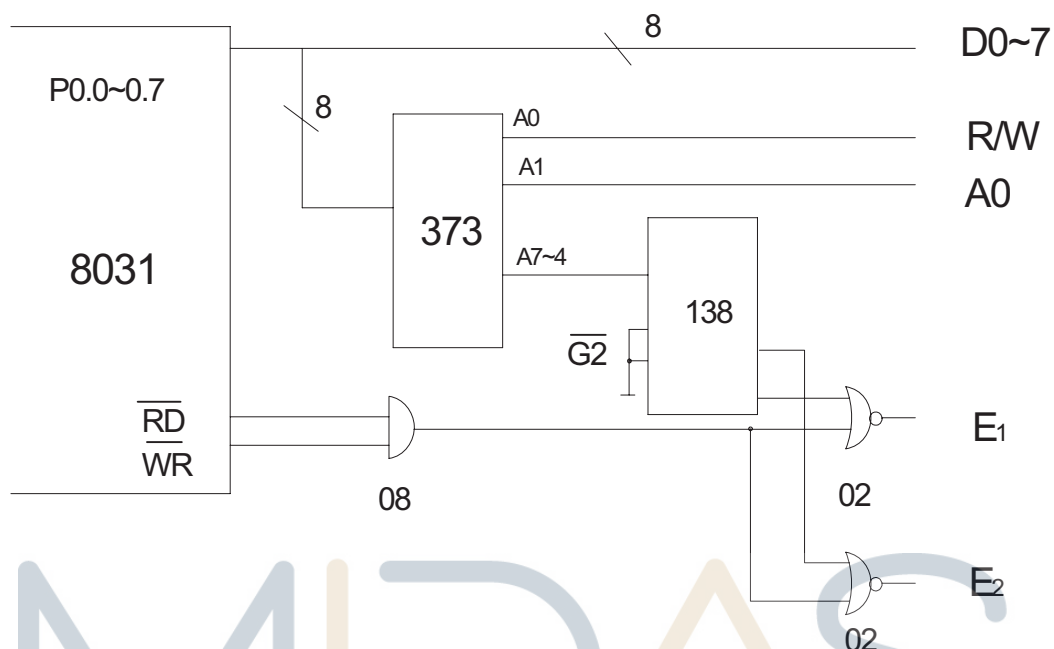 8
D0~7
P0.0~0.7
8
A0
R/W
A1
A0
373
A7~4
8031
138
G2
RD
WR
E1
08
02
E2
02
MIDAS